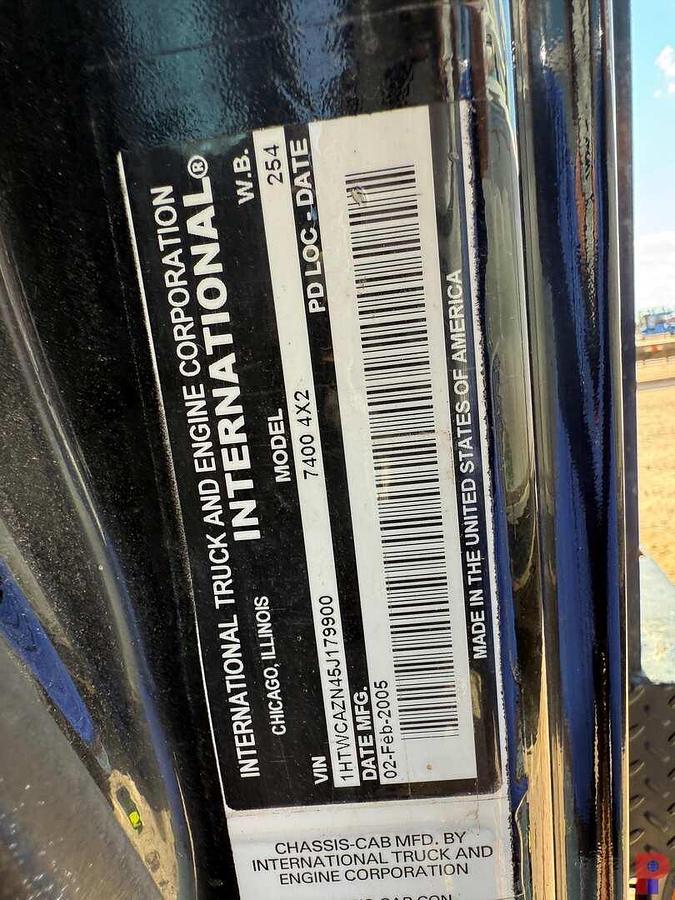 INTERNATIONAL TRUCK AND ENGINE CORPORATION
INTERNATIONAL®
CHICAGO, ILLINOIS
MODEL
W.B.
7400 4X2
254
VIN
PD LOC - DATE
1HTWCAZN45J179900
DATE MFG.
02-Feb-2005
MADE IN THE UNITED STATES OF AMERICA
CHASSIS-CAB MFD. BY
INTERNATIONAL TRUCK AND
ENGINE CORPORATION